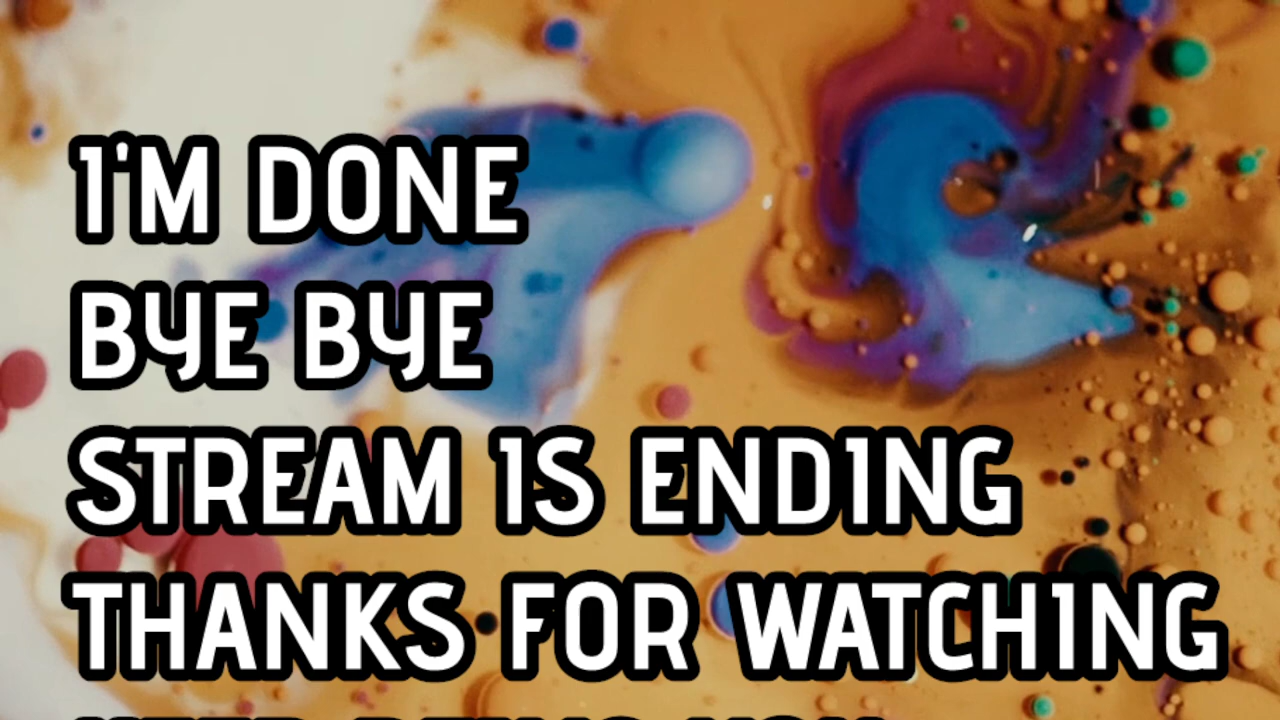 I'M DONE
BYE BYE
STREAM IS ENDING
THANKS FOR WATCHING